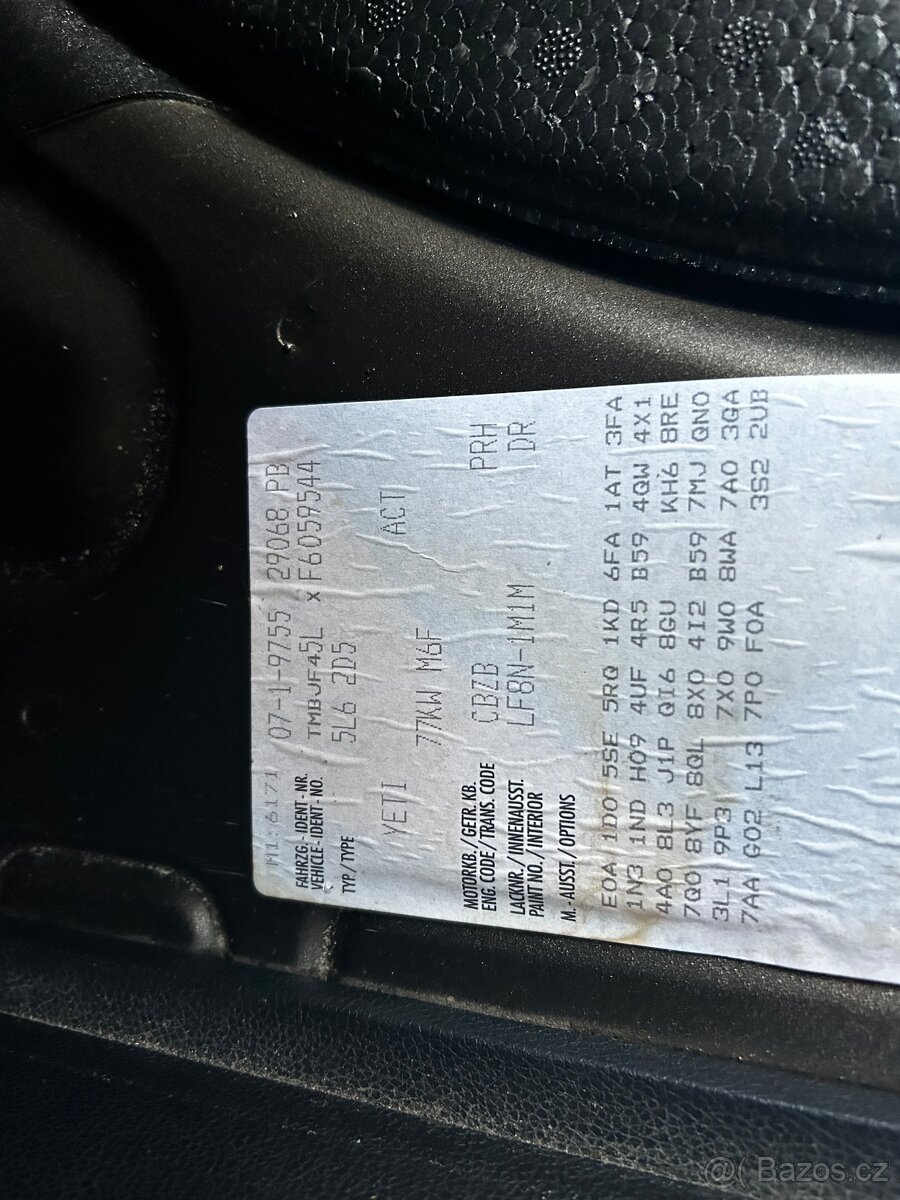 M1:6171 07-1-9755 29068 PB
FAHRZG.-IDENT-NR.
VEHICLE-IDENT-NO. TMBJF45L x F6059544
TYP./TYPE 5L6 2D5
YETI ACT
77KW M6F
MOTORKB./GETR.KB.
ENG. CODE/TRANS. CODE CBZB PRH
LACKNR./INNENAUSST.
PAINT NO./INTERIOR LF8N-1M1M DR
M.-AUSST./OPTIONS
E0A 1D0 5SE 5RQ 1KD 6FA 1AT 3FA
1N3 1ND H09 4UF 4R5 B59 4QW 4X1
4A0 8L3 J1P QI6 8GU KH6 8RE
7Q0 8YF 8QL 8X0 4I2 B59 7MJ QN0
3L1 9P3 7X0 9W0 8WA 7A0 3GA
7AA G02 L13 7P0 F0A 3S2 2UB
@( Bazos.cz